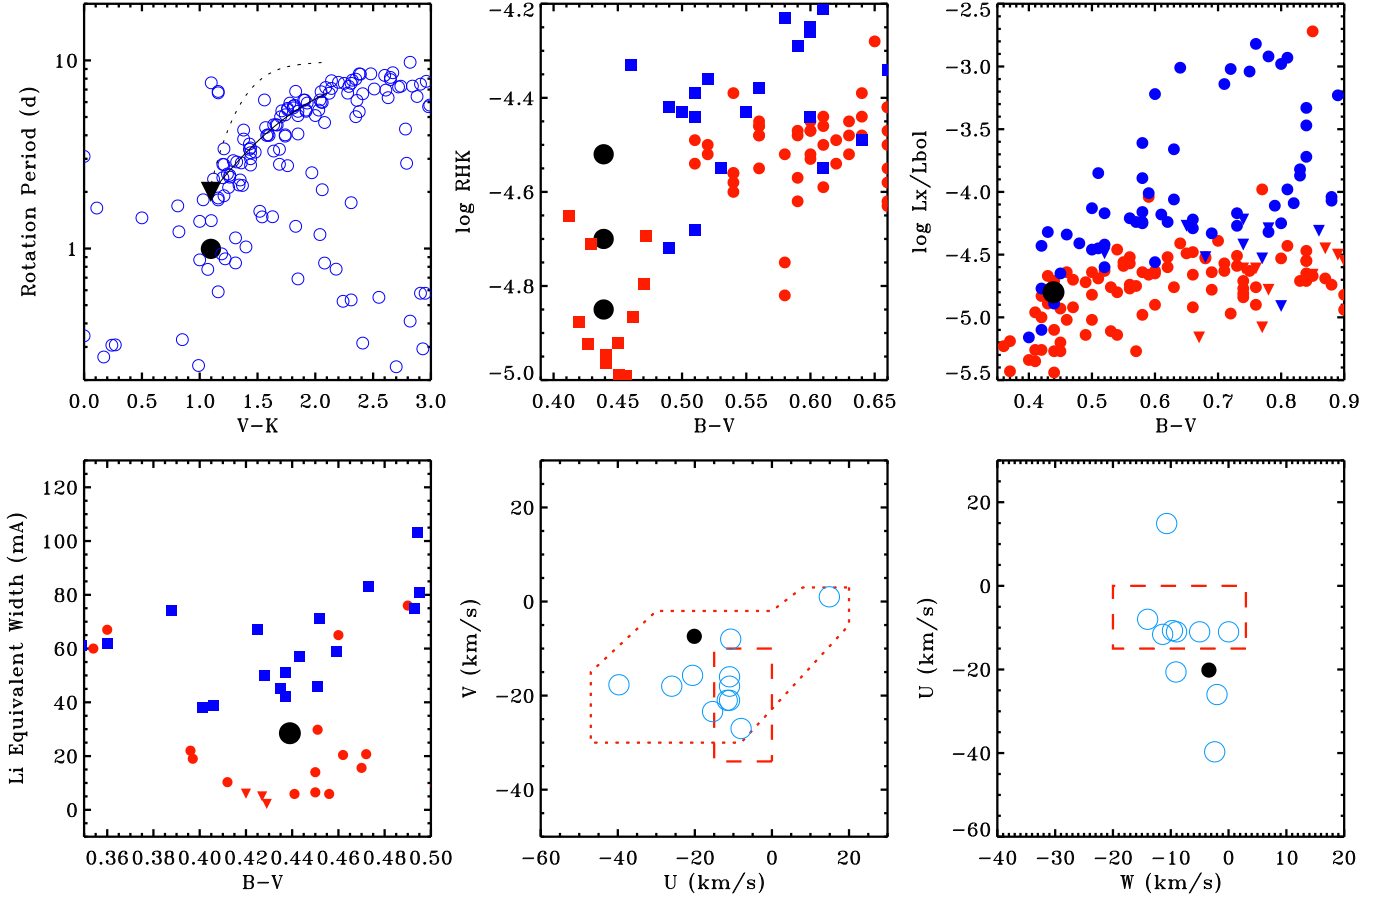 10
1
Rotation Period (d)
0.0 0.5 1.0 1.5 2.0 2.5 3.0
V-K
-4.2
-4.4
-4.6
-4.8
-5.0
log RHK
0.40 0.45 0.50 0.55 0.60 0.65
B-V
-2.5
-3.0
-3.5
-4.0
-4.5
-5.0
-5.5
log Lx/Lbol
0.4 0.5 0.6 0.7 0.8 0.9
B-V
120
100
80
60
40
20
0
Li Equivalent Width (mA)
0.36 0.38 0.40 0.42 0.44 0.46 0.48 0.50
B-V
20
0
-20
-40
V (km/s)
-60 -40 -20 0 20
U (km/s)
20
0
-20
-40
-60
U (km/s)
-40 -30 -20 -10 0 10 20
W (km/s)